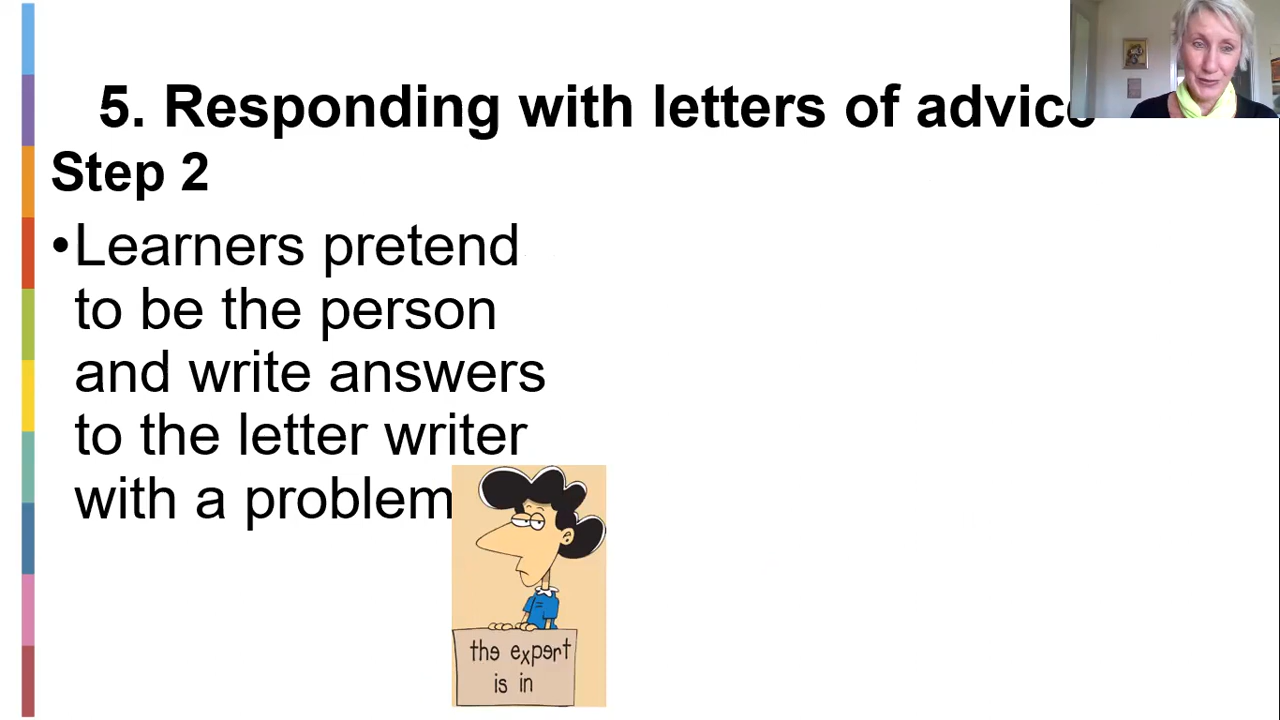 5. Responding with letters of advice
Step 2
•Learners pretend
to be the person
and write answers
to the letter writer
with a problem
the expert
is in